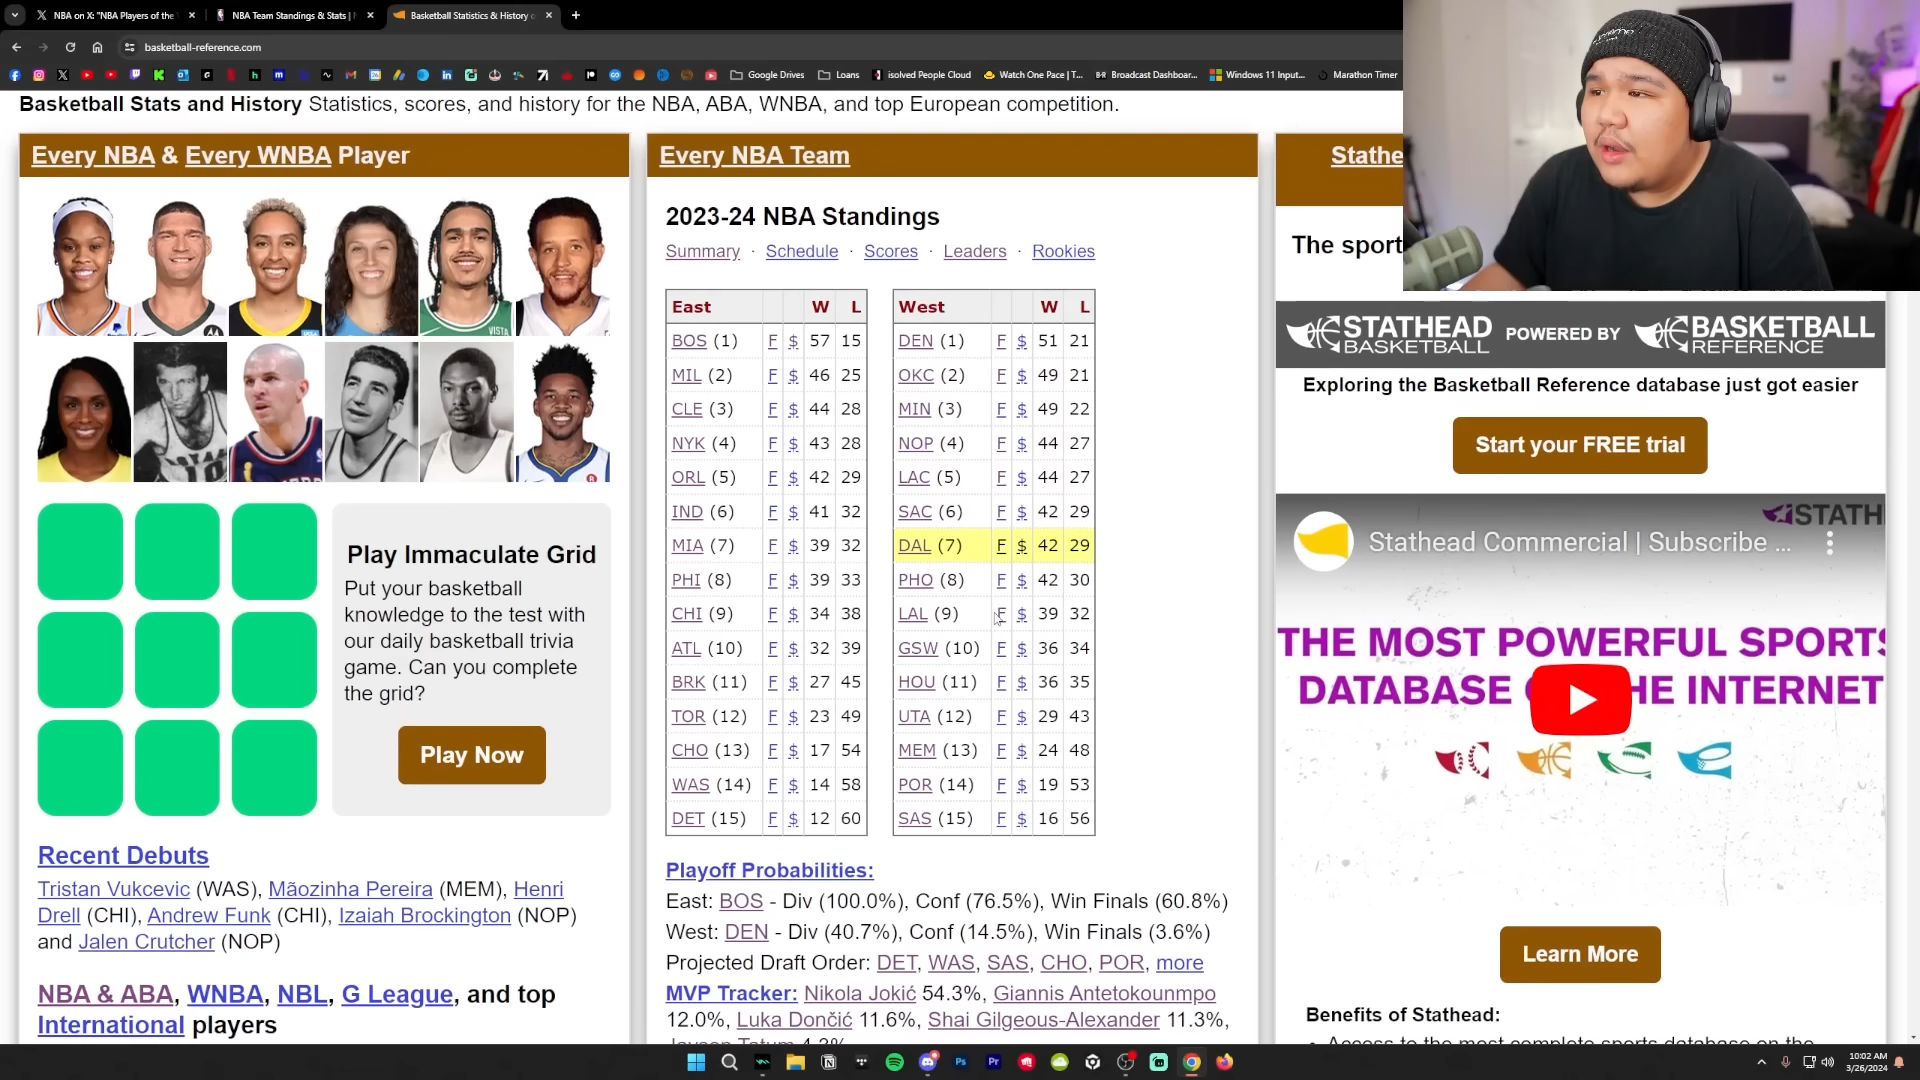 NBA on X: "NBA Players of the
NBA Team Standings & Stats |
Basketball Statistics & History
basketball-reference.com
Google Drives
Loans
isolved People Cloud
Watch One Pace | T...
Broadcast Dashboar...
Windows 11 Input...
Marathon Timer
Basketball Stats and History Statistics, scores, and history for the NBA, ABA, WNBA, and top European competition.
Every NBA & Every WNBA Player
VISTA
Play Immaculate Grid
Put your basketball
knowledge to the test with
our daily basketball trivia
game. Can you complete
the grid?
Play Now
Recent Debuts
Tristan Vukcevic (WAS), Mãozinha Pereira (MEM), Henri
Drell (CHI), Andrew Funk (CHI), Izaiah Brockington (NOP)
and Jalen Crutcher (NOP)
NBA & ABA, WNBA, NBL, G League, and top
International players
Every NBA Team
2023-24 NBA Standings
Summary · Schedule · Scores · Leaders · Rookies
East W L
BOS (1) F $ 57 15
MIL (2) F $ 46 25
CLE (3) F $ 44 28
NYK (4) F $ 43 28
ORL (5) F $ 42 29
IND (6) F $ 41 32
MIA (7) F $ 39 32
PHI (8) F $ 39 33
CHI (9) F $ 34 38
ATL (10) F $ 32 39
BRK (11) F $ 27 45
TOR (12) F $ 23 49
CHO (13) F $ 17 54
WAS (14) F $ 14 58
DET (15) F $ 12 60
West W L
DEN (1) F $ 51 21
OKC (2) F $ 49 21
MIN (3) F $ 49 22
NOP (4) F $ 44 27
LAC (5) F $ 44 27
SAC (6) F $ 42 29
DAL (7) F $ 42 29
PHO (8) F $ 42 30
LAL (9) F $ 39 32
GSW (10) F $ 36 34
HOU (11) F $ 36 35
UTA (12) F $ 29 43
MEM (13) F $ 24 48
POR (14) F $ 19 53
SAS (15) F $ 16 56
Playoff Probabilities:
East: BOS - Div (100.0%), Conf (76.5%), Win Finals (60.8%)
West: DEN - Div (40.7%), Conf (14.5%), Win Finals (3.6%)
Projected Draft Order: DET, WAS, SAS, CHO, POR, more
MVP Tracker: Nikola Jokić 54.3%, Giannis Antetokounmpo
12.0%, Luka Dončić 11.6%, Shai Gilgeous-Alexander 11.3%,
Stathe
The sport
STATHEAD BASKETBALL POWERED BY BASKETBALL REFERENCE
Exploring the Basketball Reference database just got easier
Start your FREE trial
STATH
Stathead Commercial | Subscribe ...
THE MOST POWERFUL SPORTS
DATABASE HE INTERNET
Learn More
Benefits of Stathead:
10:02 AM
3/26/2024